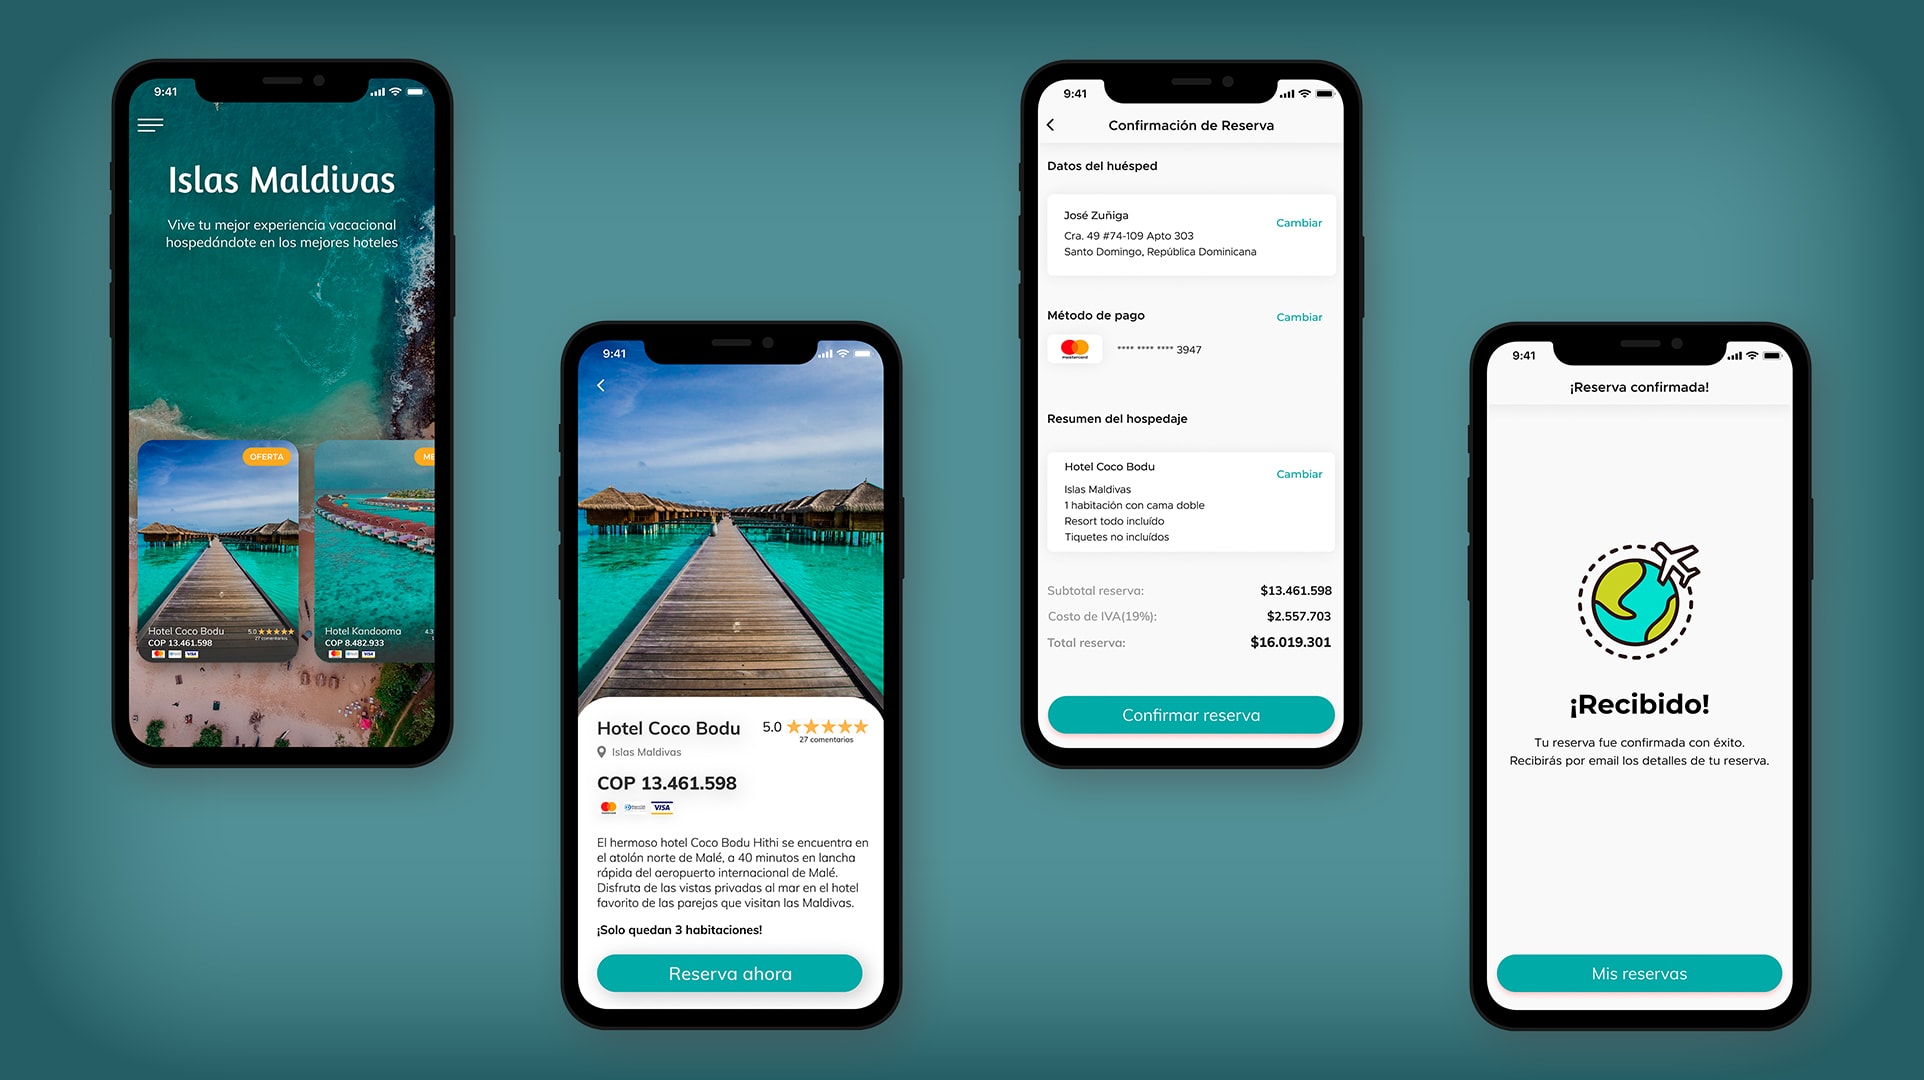 9:41
Islas Maldivas
Vive tu mejor experiencia vacacional
hospedándote en los mejores hoteles
OFERTA
ME
Hotel Coco Bodu
5.0
27 comentarios
COP 13.461.598
VISA
Hotel Kandooma
4.3
COP 8.482.933
VISA
9:41
Hotel Coco Bodu
5.0
27 comentarios
Islas Maldivas
COP 13.461.598
VISA
El hermoso hotel Coco Bodu Hithi se encuentra en
el atolón norte de Malé, a 40 minutos en lancha
rápida del aeropuerto internacional de Malé.
Disfruta de las vistas privadas al mar en el hotel
favorito de las parejas que visitan las Maldivas.
¡Solo quedan 3 habitaciones!
Reserva ahora
9:41
Confirmación de Reserva
Datos del huésped
José Zuñiga
Cambiar
Cra. 49 #74-109 Apto 303
Santo Domingo, República Dominicana
Método de pago
Cambiar
mastercard
**** **** **** 3947
Resumen del hospedaje
Hotel Coco Bodu
Cambiar
Islas Maldivas
1 habitación con cama doble
Resort todo incluído
Tiquetes no incluídos
Subtotal reserva: $13.461.598
Costo de IVA(19%): $2.557.703
Total reserva: $16.019.301
Confirmar reserva
9:41
¡Reserva confirmada!
¡Recibido!
Tu reserva fue confirmada con éxito.
Recibirás por email los detalles de tu reserva.
Mis reservas